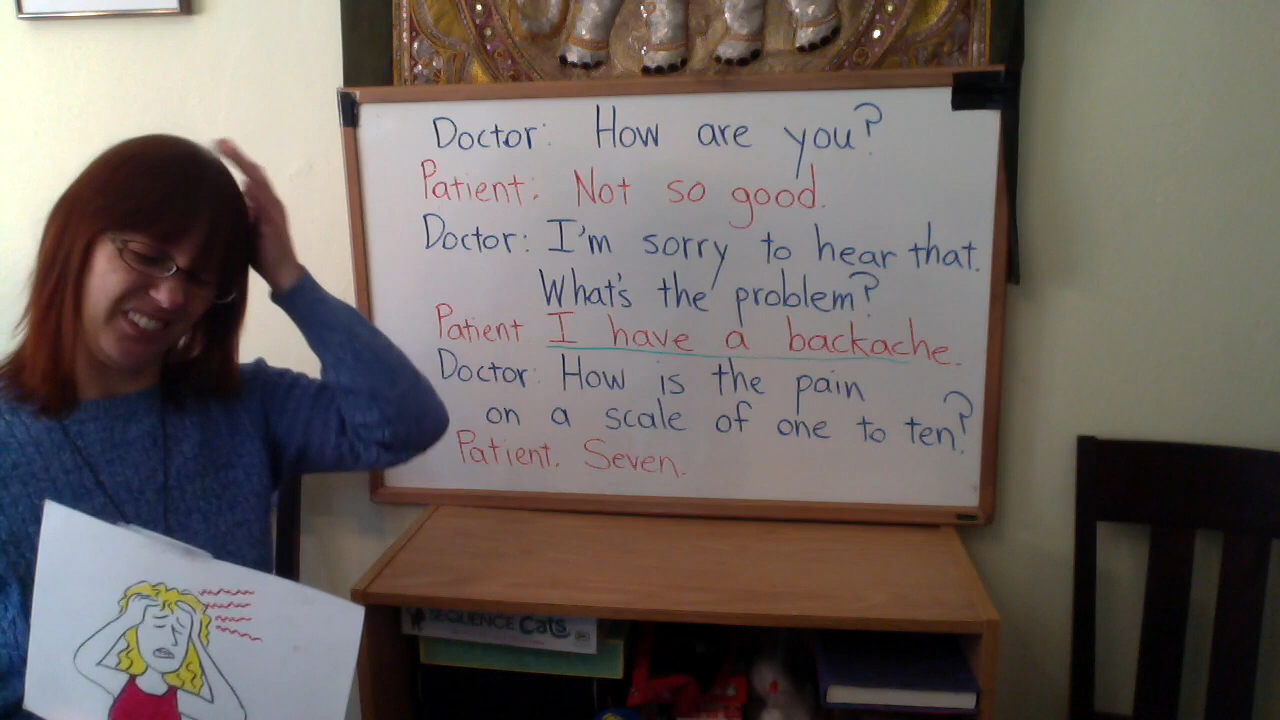 Doctor: How are you?
Patient: Not so good.
Doctor: I'm sorry to hear that.
What's the problem?
Patient I have a backache.
Doctor: How is the pain
on a scale of one to ten?
Patient. Seven.
SEQUENCE Cats